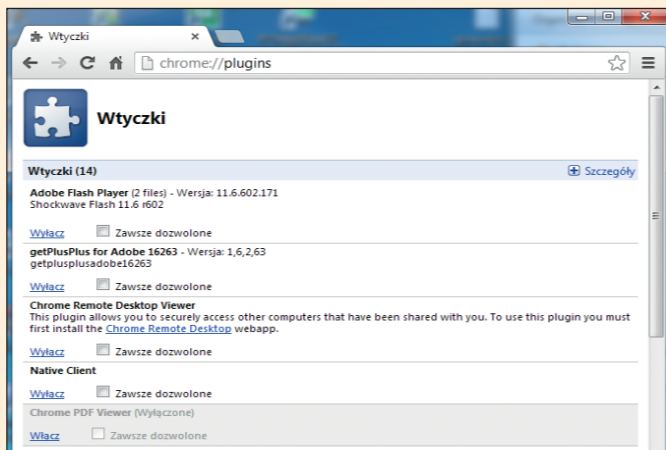 Wtyczki
chrome://plugins
Wtyczki
Wtyczki (14)
Szczegóły
Adobe Flash Player (2 files) - Wersja: 11.6.602.171
Shockwave Flash 11.6 r602
Wyłącz Zawsze dozwolone
getPlusPlus for Adobe 16263 - Wersja: 1,6,2,63
getplusplusadobe16263
Wyłącz Zawsze dozwolone
Chrome Remote Desktop Viewer
This plugin allows you to securely access other computers that have been shared with you. To use this plugin you must
first install the Chrome Remote Desktop webapp.
Wyłącz Zawsze dozwolone
Native Client
Wyłącz Zawsze dozwolone
Chrome PDF Viewer (Wyłączone)
Włącz Zawsze dozwolone